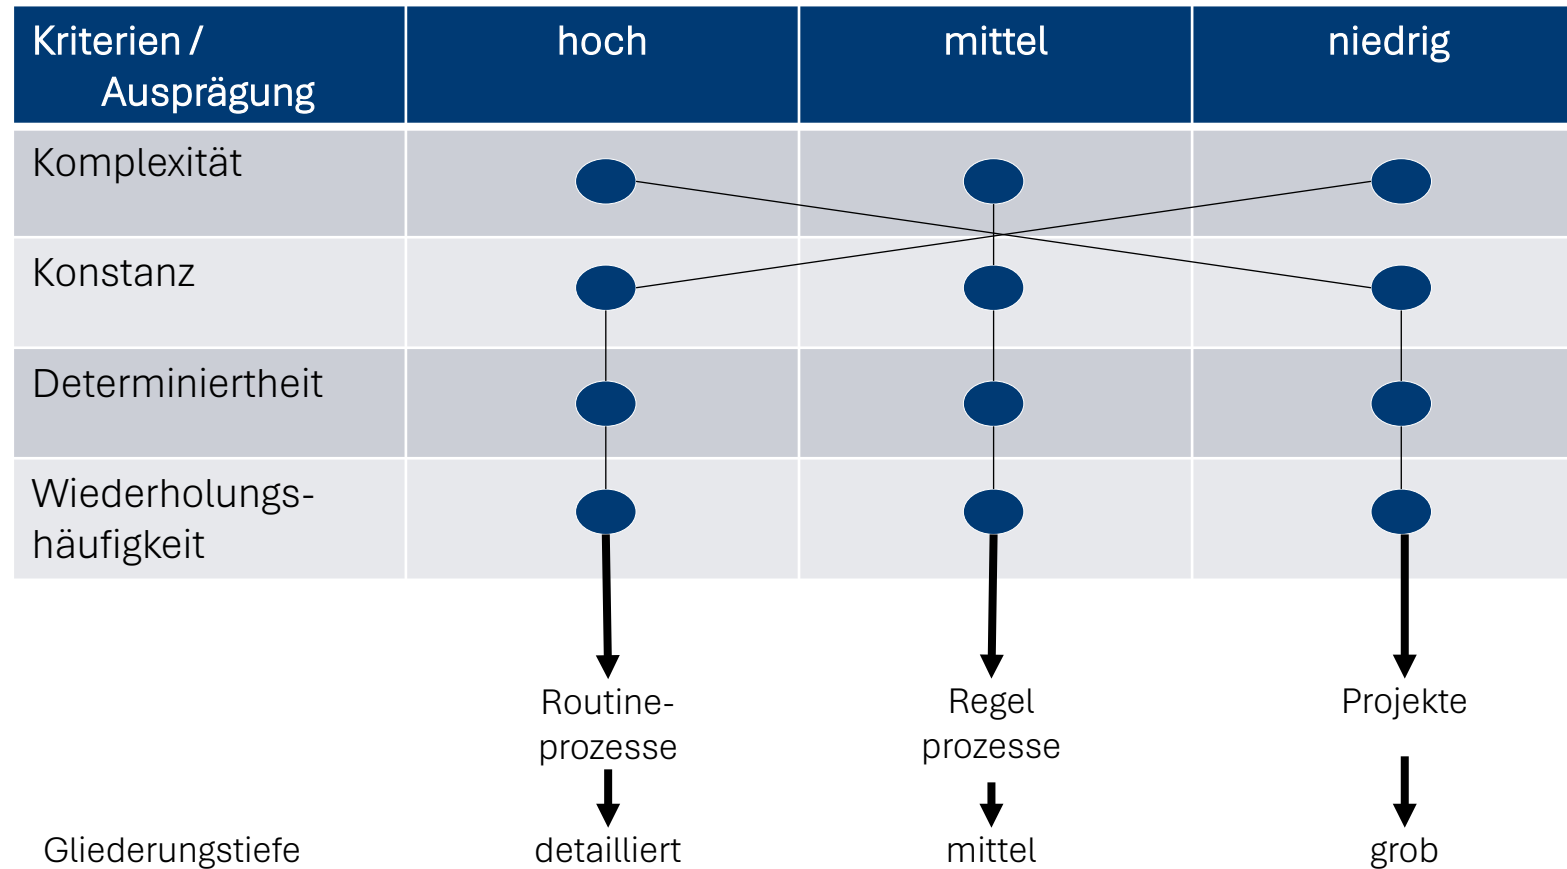 Kriterien /
Ausprägung
hoch
mittel
niedrig
Komplexität
Konstanz
Determiniertheit
Wiederholungs-
häufigkeit
Routine-
prozesse
Regel
prozesse
Projekte
Gliederungstiefe
detailliert
mittel
grob